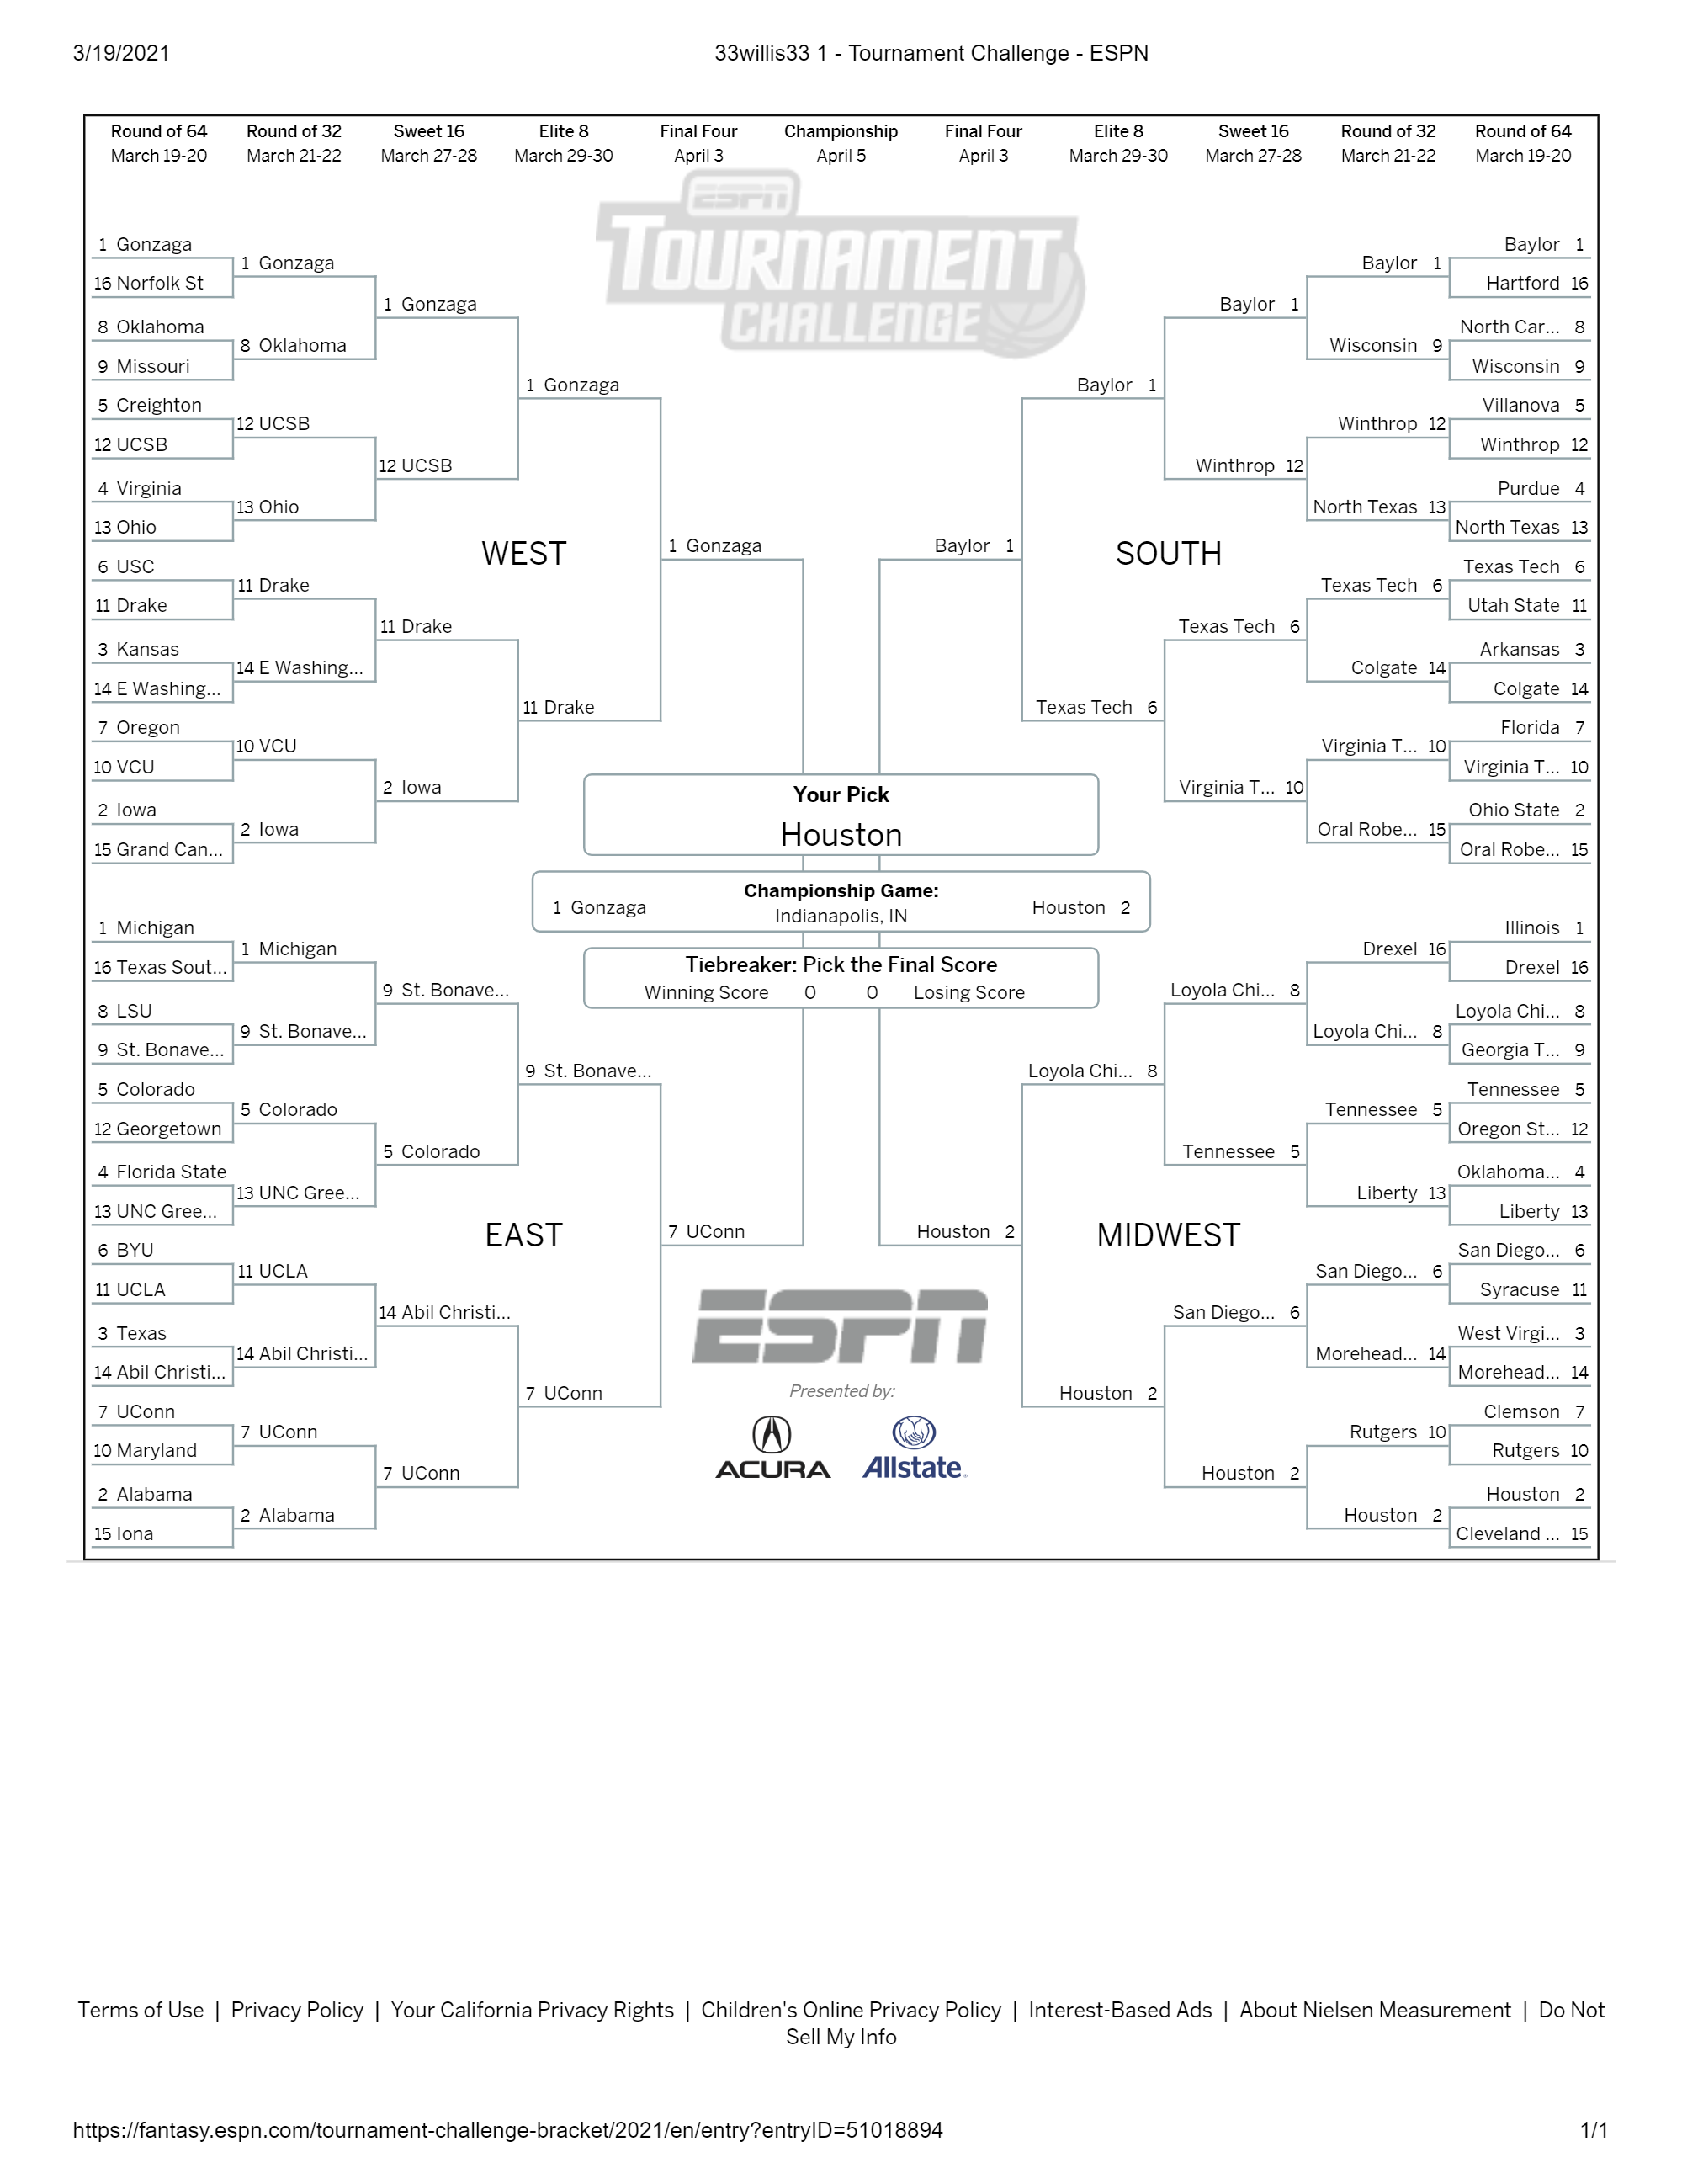 3/19/2021
33willis33 1 - Tournament Challenge - ESPN
Round of 64 Round of 32 Sweet 16 Elite 8 Final Four Championship Final Four Elite 8 Sweet 16 Round of 32 Round of 64
March 19-20 March 21-22 March 27-28 March 29-30 April 3 April 5 April 3 March 29-30 March 27-28 March 21-22 March 19-20
ESPN
TOURNAMENT
CHALLENGE
1 Gonzaga
16 Norfolk St
8 Oklahoma
9 Missouri
5 Creighton
12 UCSB
4 Virginia
13 Ohio
6 USC
11 Drake
3 Kansas
14 E Washing...
7 Oregon
10 VCU
2 Iowa
15 Grand Can...
1 Gonzaga
8 Oklahoma
12 UCSB
13 Ohio
11 Drake
14 E Washing...
10 VCU
2 Iowa
1 Gonzaga
12 UCSB
11 Drake
2 Iowa
1 Gonzaga
11 Drake
WEST
1 Gonzaga
1 Michigan
16 Texas Sout...
8 LSU
9 St. Bonave...
5 Colorado
12 Georgetown
4 Florida State
13 UNC Gree...
6 BYU
11 UCLA
3 Texas
14 Abil Christi...
7 UConn
10 Maryland
2 Alabama
15 Iona
1 Michigan
9 St. Bonave...
5 Colorado
13 UNC Gree...
11 UCLA
14 Abil Christi...
7 UConn
2 Alabama
9 St. Bonave...
5 Colorado
14 Abil Christi...
7 UConn
9 St. Bonave...
7 UConn
EAST
7 UConn
Your Pick
Houston
Championship Game:
1 Gonzaga Indianapolis, IN Houston 2
Tiebreaker: Pick the Final Score
Winning Score 0 0 Losing Score
Baylor 1
SOUTH
Baylor 1
Texas Tech 6
Baylor 1
Winthrop 12
Texas Tech 6
Virginia T... 10
Baylor 1
Wisconsin 9
Winthrop 12
North Texas 13
Texas Tech 6
Colgate 14
Virginia T... 10
Oral Robe... 15
Baylor 1
Hartford 16
North Car... 8
Wisconsin 9
Villanova 5
Winthrop 12
Purdue 4
North Texas 13
Texas Tech 6
Utah State 11
Arkansas 3
Colgate 14
Florida 7
Virginia T... 10
Ohio State 2
Oral Robe... 15
Houston 2
MIDWEST
Loyola Chi... 8
Houston 2
Loyola Chi... 8
Tennessee 5
San Diego... 6
Houston 2
Drexel 16
Loyola Chi... 8
Tennessee 5
Liberty 13
San Diego... 6
Morehead... 14
Rutgers 10
Houston 2
Illinois 1
Drexel 16
Loyola Chi... 8
Georgia T... 9
Tennessee 5
Oregon St... 12
Oklahoma... 4
Liberty 13
San Diego... 6
Syracuse 11
West Virgi... 3
Morehead... 14
Clemson 7
Rutgers 10
Houston 2
Cleveland ... 15
ESPN
Presented by:
ACURA Allstate
Terms of Use | Privacy Policy | Your California Privacy Rights | Children's Online Privacy Policy | Interest-Based Ads | About Nielsen Measurement | Do Not
Sell My Info
https://fantasy.espn.com/tournament-challenge-bracket/2021/en/entry?entryID=51018894
1/1